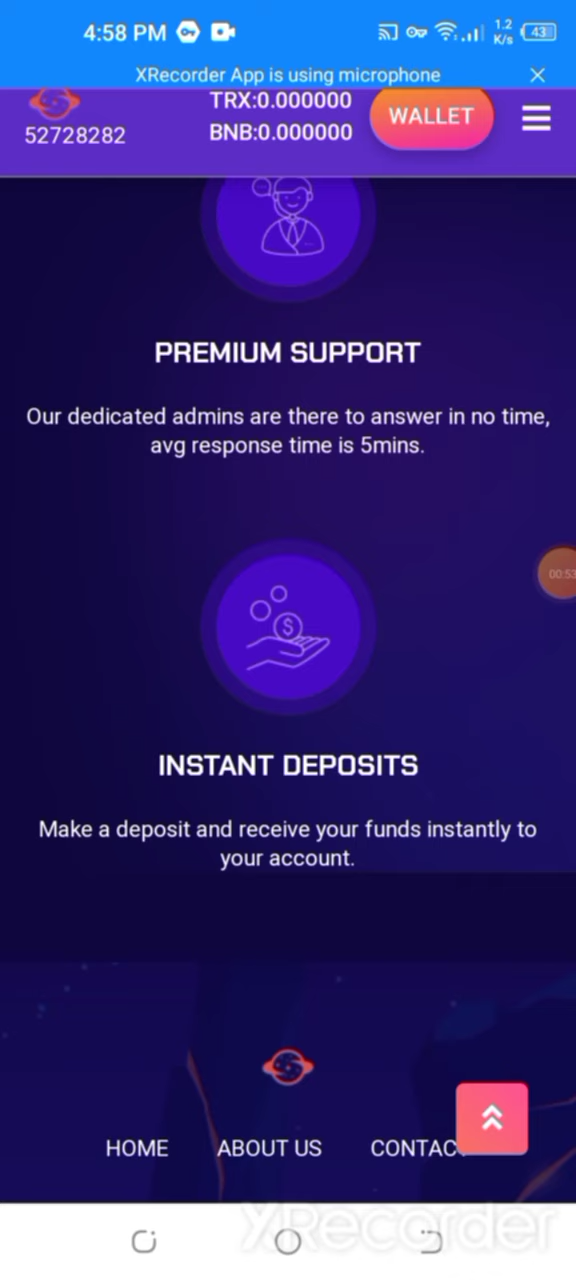 4:58 PM
1.2
K/s
43
XRecorder App is using microphone
TRX:0.000000
52728282
BNB:0.000000
WALLET
PREMIUM SUPPORT
Our dedicated admins are there to answer in no time,
avg response time is 5mins.
00:53
INSTANT DEPOSITS
Make a deposit and receive your funds instantly to
your account.
HOME ABOUT US CONTAC
XRecorder